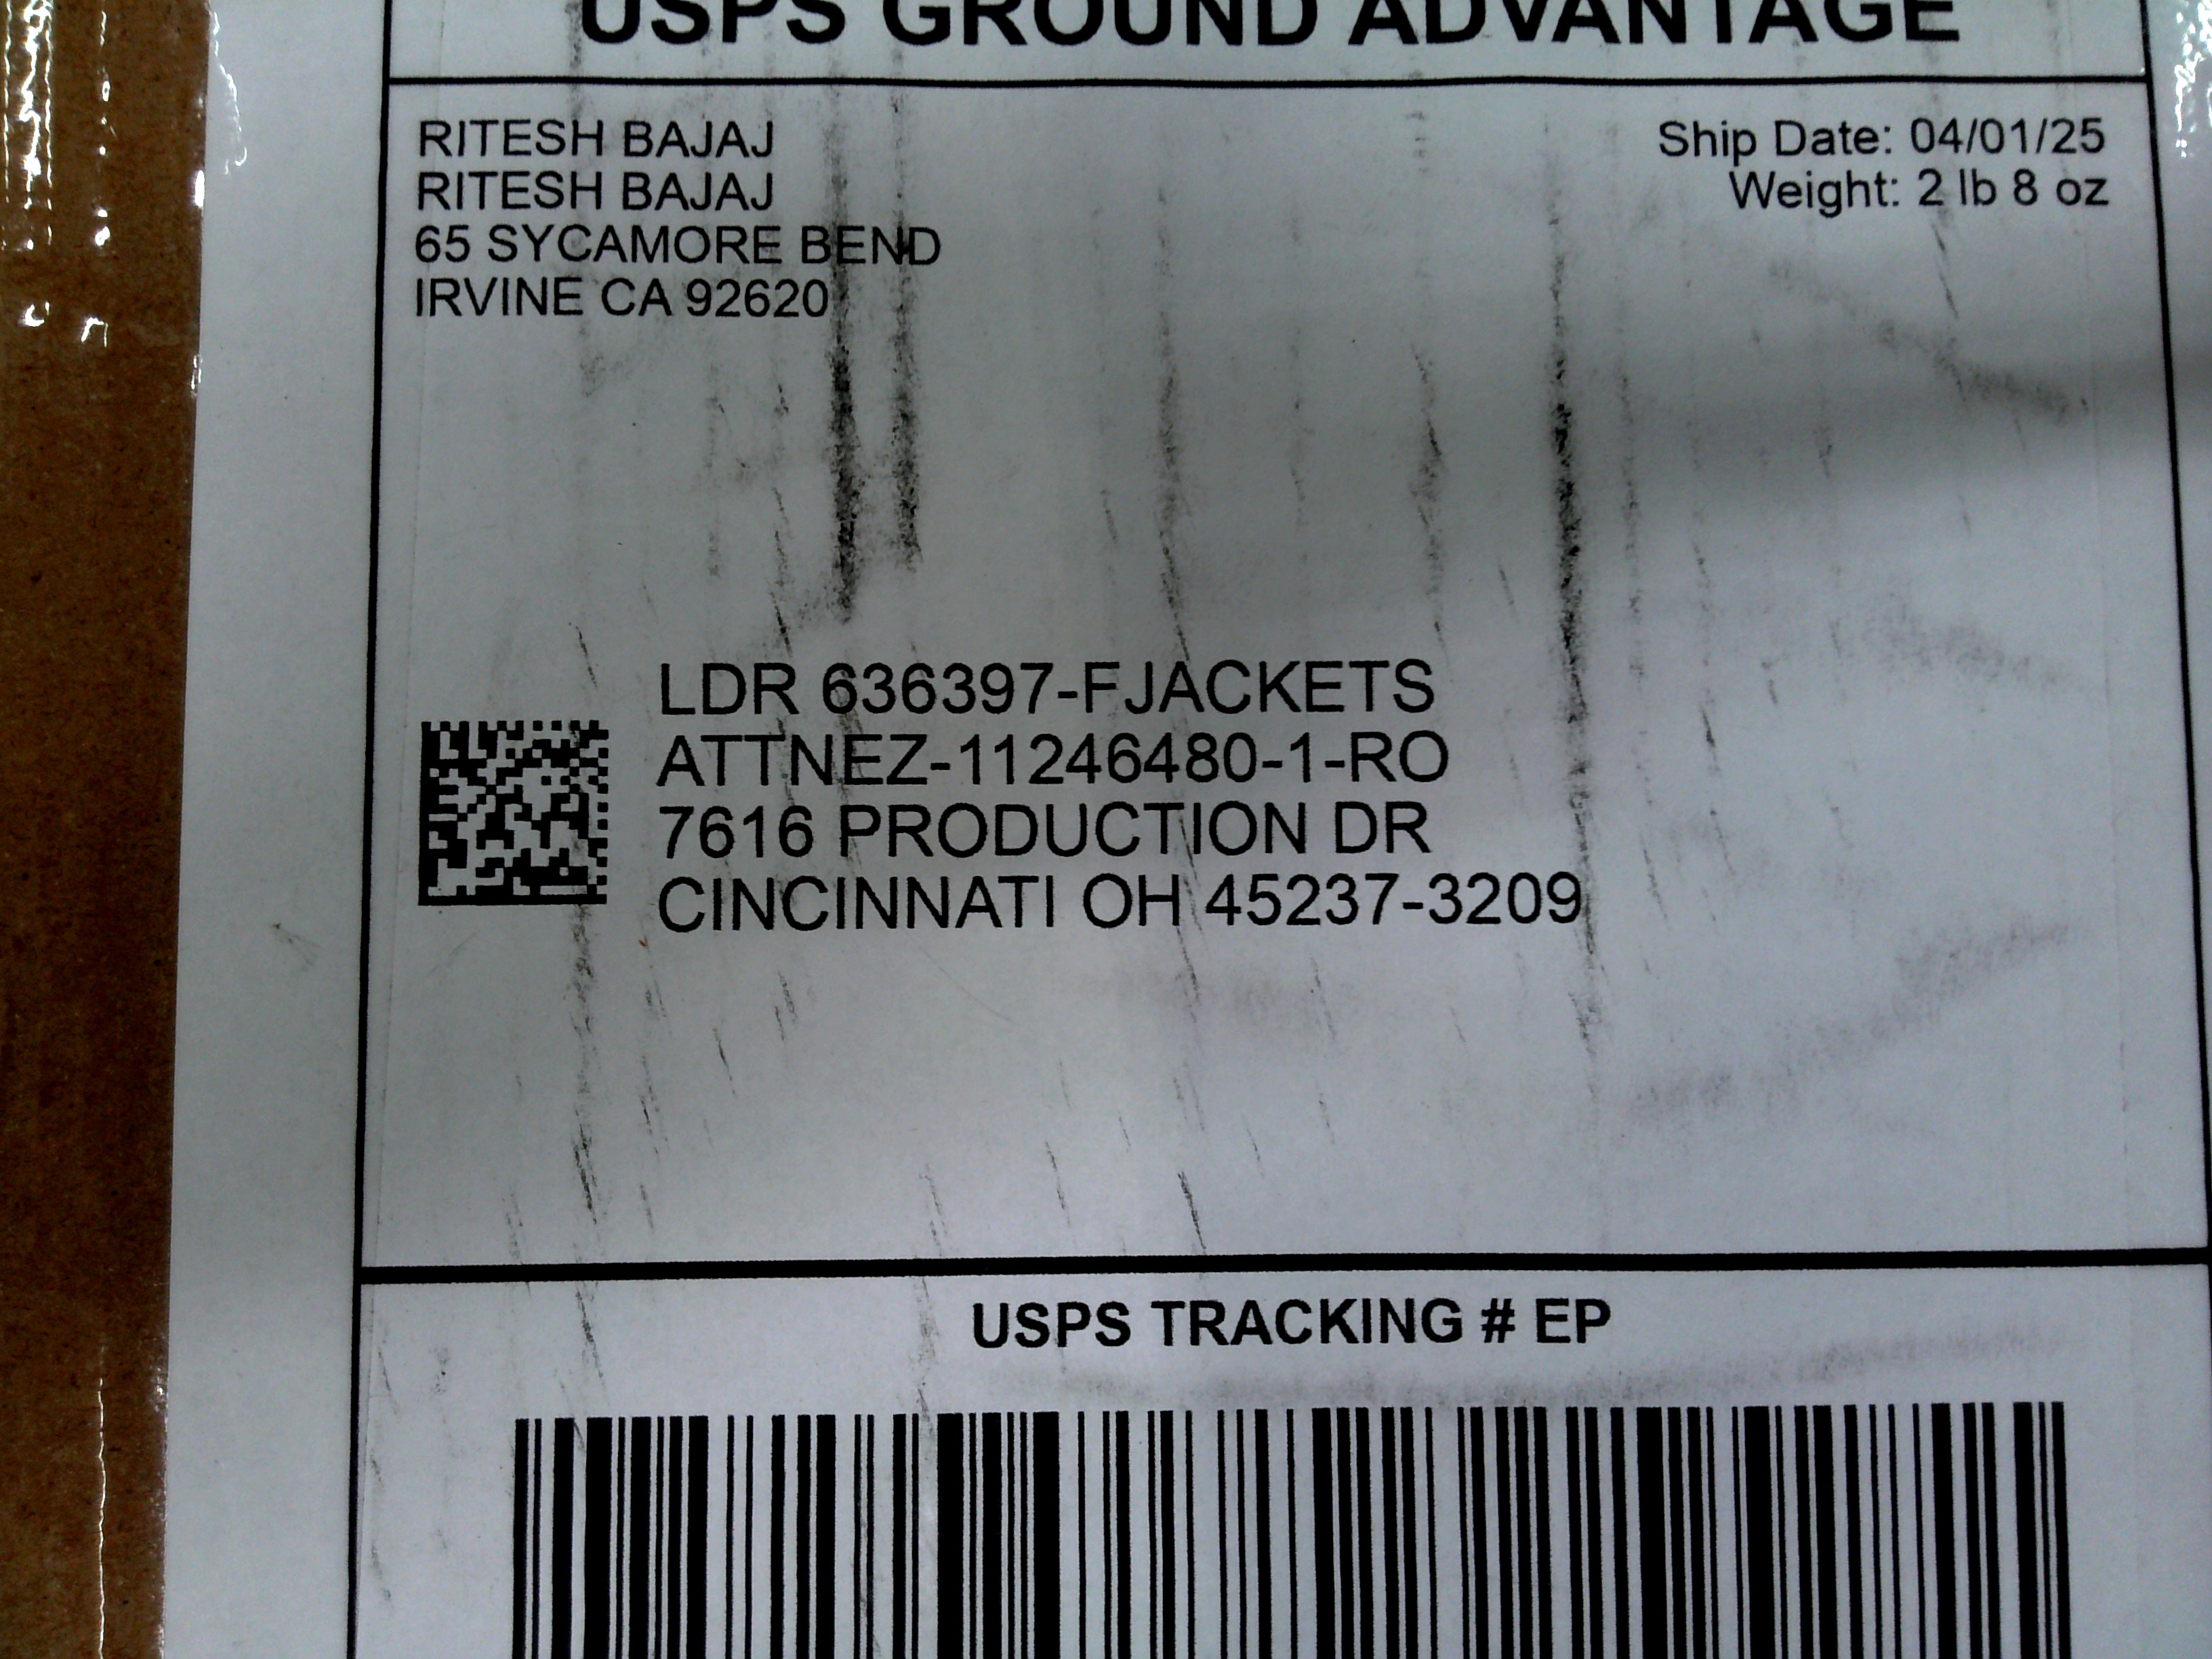 USPS GROUND ADVANTAGE
RITESH BAJAJ
RITESH BAJAJ
65 SYCAMORE BEND
IRVINE CA 92620
Ship Date: 04/01/25
Weight: 2 lb 8 oz
LDR 636397-FJACKETS
ATTNEZ-11246480-1-RO
7616 PRODUCTION DR
CINCINNATI OH 45237-3209
USPS TRACKING # EP